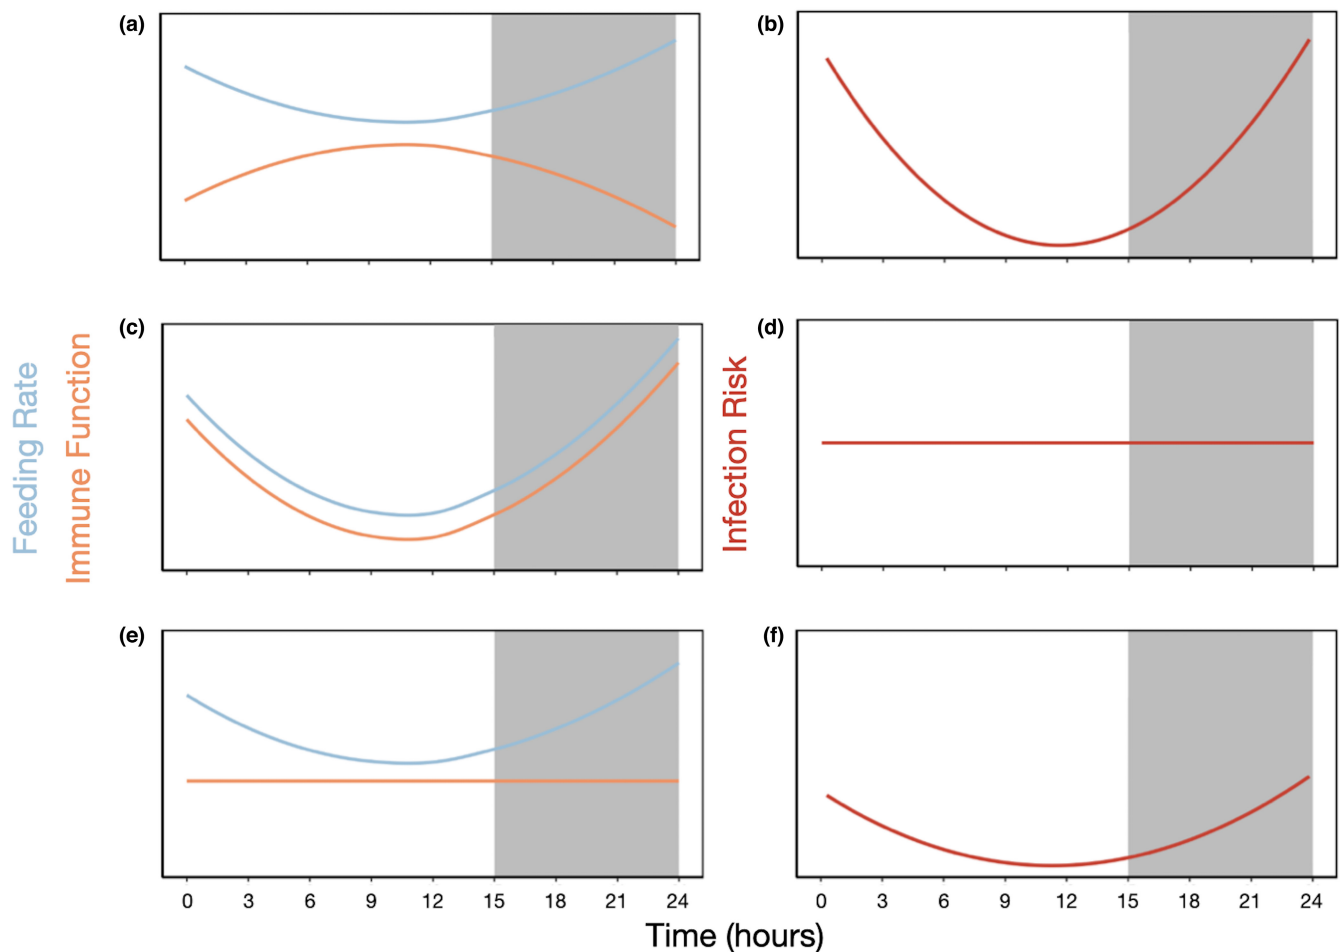 (a)
(b)
(c)
(d)
Feeding Rate
Immune Function
Infection Risk
(e)
(f)
0 3 6 9 12 15 18 21 24
0 3 6 9 12 15 18 21 24
Time (hours)